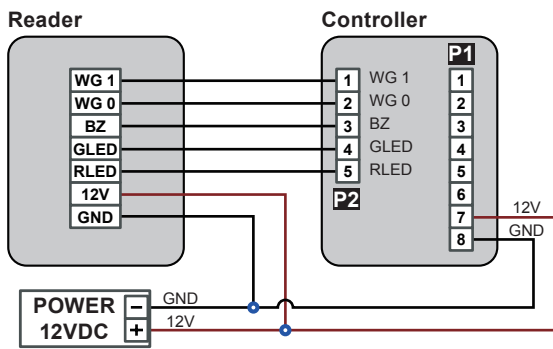 Reader
Controller
P1
WG 1
WG 0
BZ
GLED
RLED
12V
GND
1 WG 1
2 WG 0
3 BZ
4 GLED
5 RLED
P2
1
2
3
4
5
6
7
8
12V
GND
POWER
12VDC
-
+
GND
12V